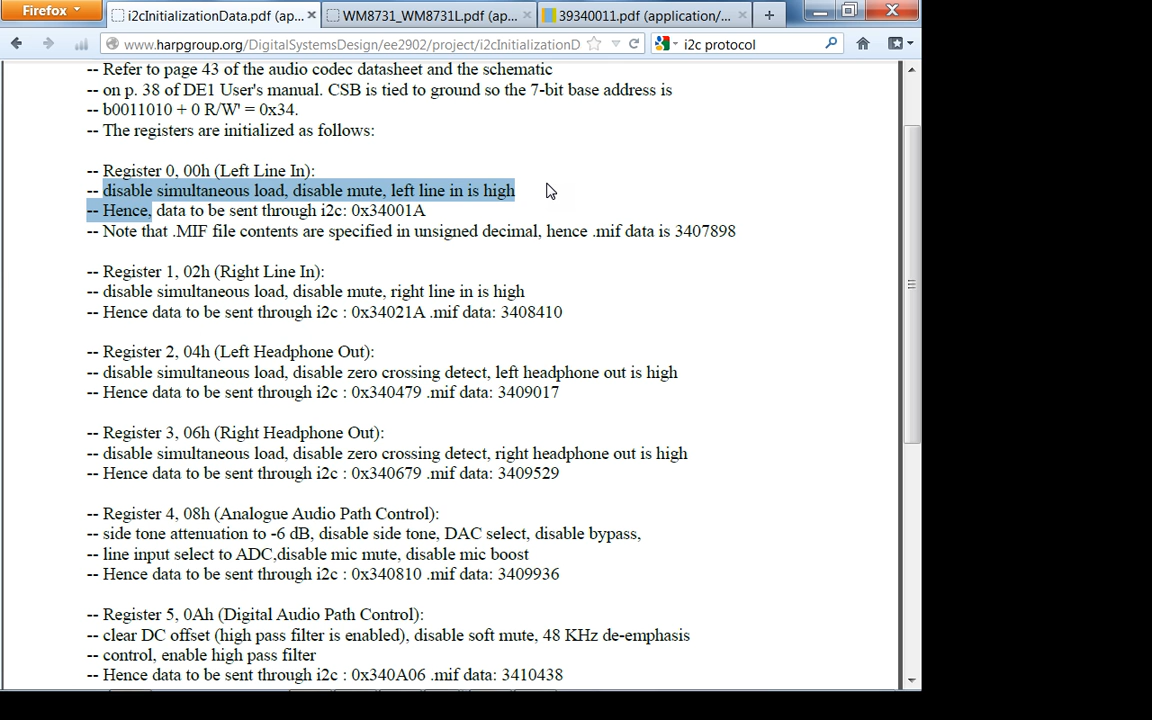 Firefox
i2cInitializationData.pdf (ap...
WM8731_WM8731L.pdf (ap...
39340011.pdf (application/...
www.harpgroup.org/DigitalSystemsDesign/ee2902/project/i2cInitializationD
i2c protocol
-- Refer to page 43 of the audio codec datasheet and the schematic
-- on p. 38 of DE1 User's manual. CSB is tied to ground so the 7-bit base address is
-- b0011010 + 0 R/W' = 0x34.
-- The registers are initialized as follows:
-- Register 0, 00h (Left Line In):
-- disable simultaneous load, disable mute, left line in is high
-- Hence, data to be sent through i2c: 0x34001A
-- Note that .MIF file contents are specified in unsigned decimal, hence .mif data is 3407898
-- Register 1, 02h (Right Line In):
-- disable simultaneous load, disable mute, right line in is high
-- Hence data to be sent through i2c : 0x34021A .mif data: 3408410
-- Register 2, 04h (Left Headphone Out):
-- disable simultaneous load, disable zero crossing detect, left headphone out is high
-- Hence data to be sent through i2c : 0x340479 .mif data: 3409017
-- Register 3, 06h (Right Headphone Out):
-- disable simultaneous load, disable zero crossing detect, right headphone out is high
-- Hence data to be sent through i2c : 0x340679 .mif data: 3409529
-- Register 4, 08h (Analogue Audio Path Control):
-- side tone attenuation to -6 dB, disable side tone, DAC select, disable bypass,
-- line input select to ADC,disable mic mute, disable mic boost
-- Hence data to be sent through i2c : 0x340810 .mif data: 3409936
-- Register 5, 0Ah (Digital Audio Path Control):
-- clear DC offset (high pass filter is enabled), disable soft mute, 48 KHz de-emphasis
-- control, enable high pass filter
-- Hence data to be sent through i2c : 0x340A06 .mif data: 3410438